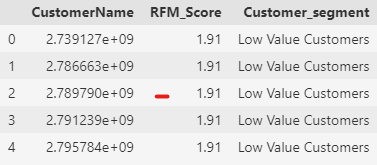 CustomerName RFM_Score Customer_segment
0 2.739127e+09 1.91 Low Value Customers
1 2.786663e+09 1.91 Low Value Customers
2 2.789790e+09 1.91 Low Value Customers
3 2.791239e+09 1.91 Low Value Customers
4 2.795784e+09 1.91 Low Value Customers